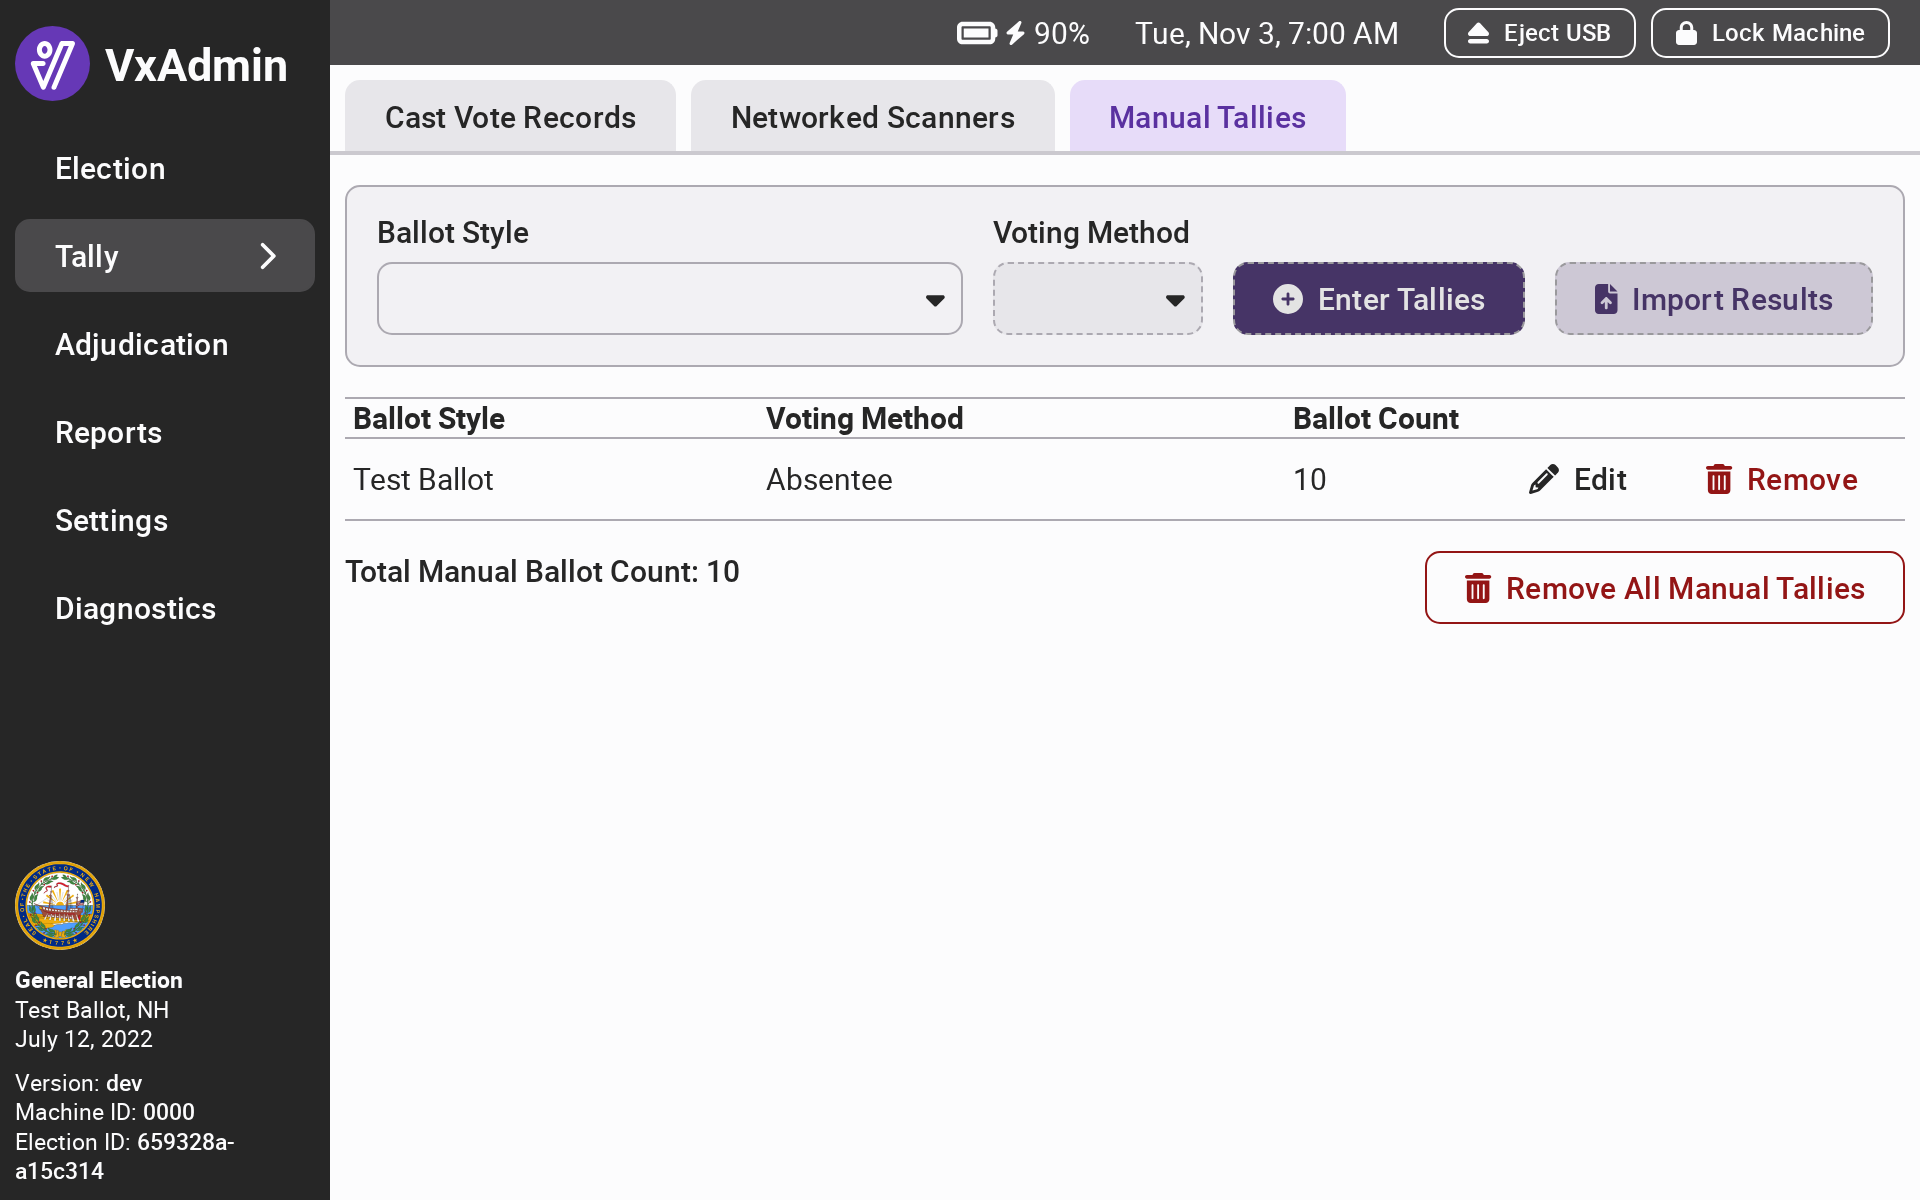 VxAdmin
Election
Tally
Adjudication
Reports
Settings
Diagnostics
General Election
Test Ballot, NH
July 12, 2022
Version: dev
Machine ID: 0000
Election ID: 659328a-
a15c314
90%
Tue, Nov 3, 7:00 AM
Eject USB
Lock Machine
Cast Vote Records
Networked Scanners
Manual Tallies
Ballot Style
Voting Method
Enter Tallies
Import Results
Ballot Style Voting Method Ballot Count
Test Ballot Absentee 10 Edit Remove
Total Manual Ballot Count: 10
Remove All Manual Tallies